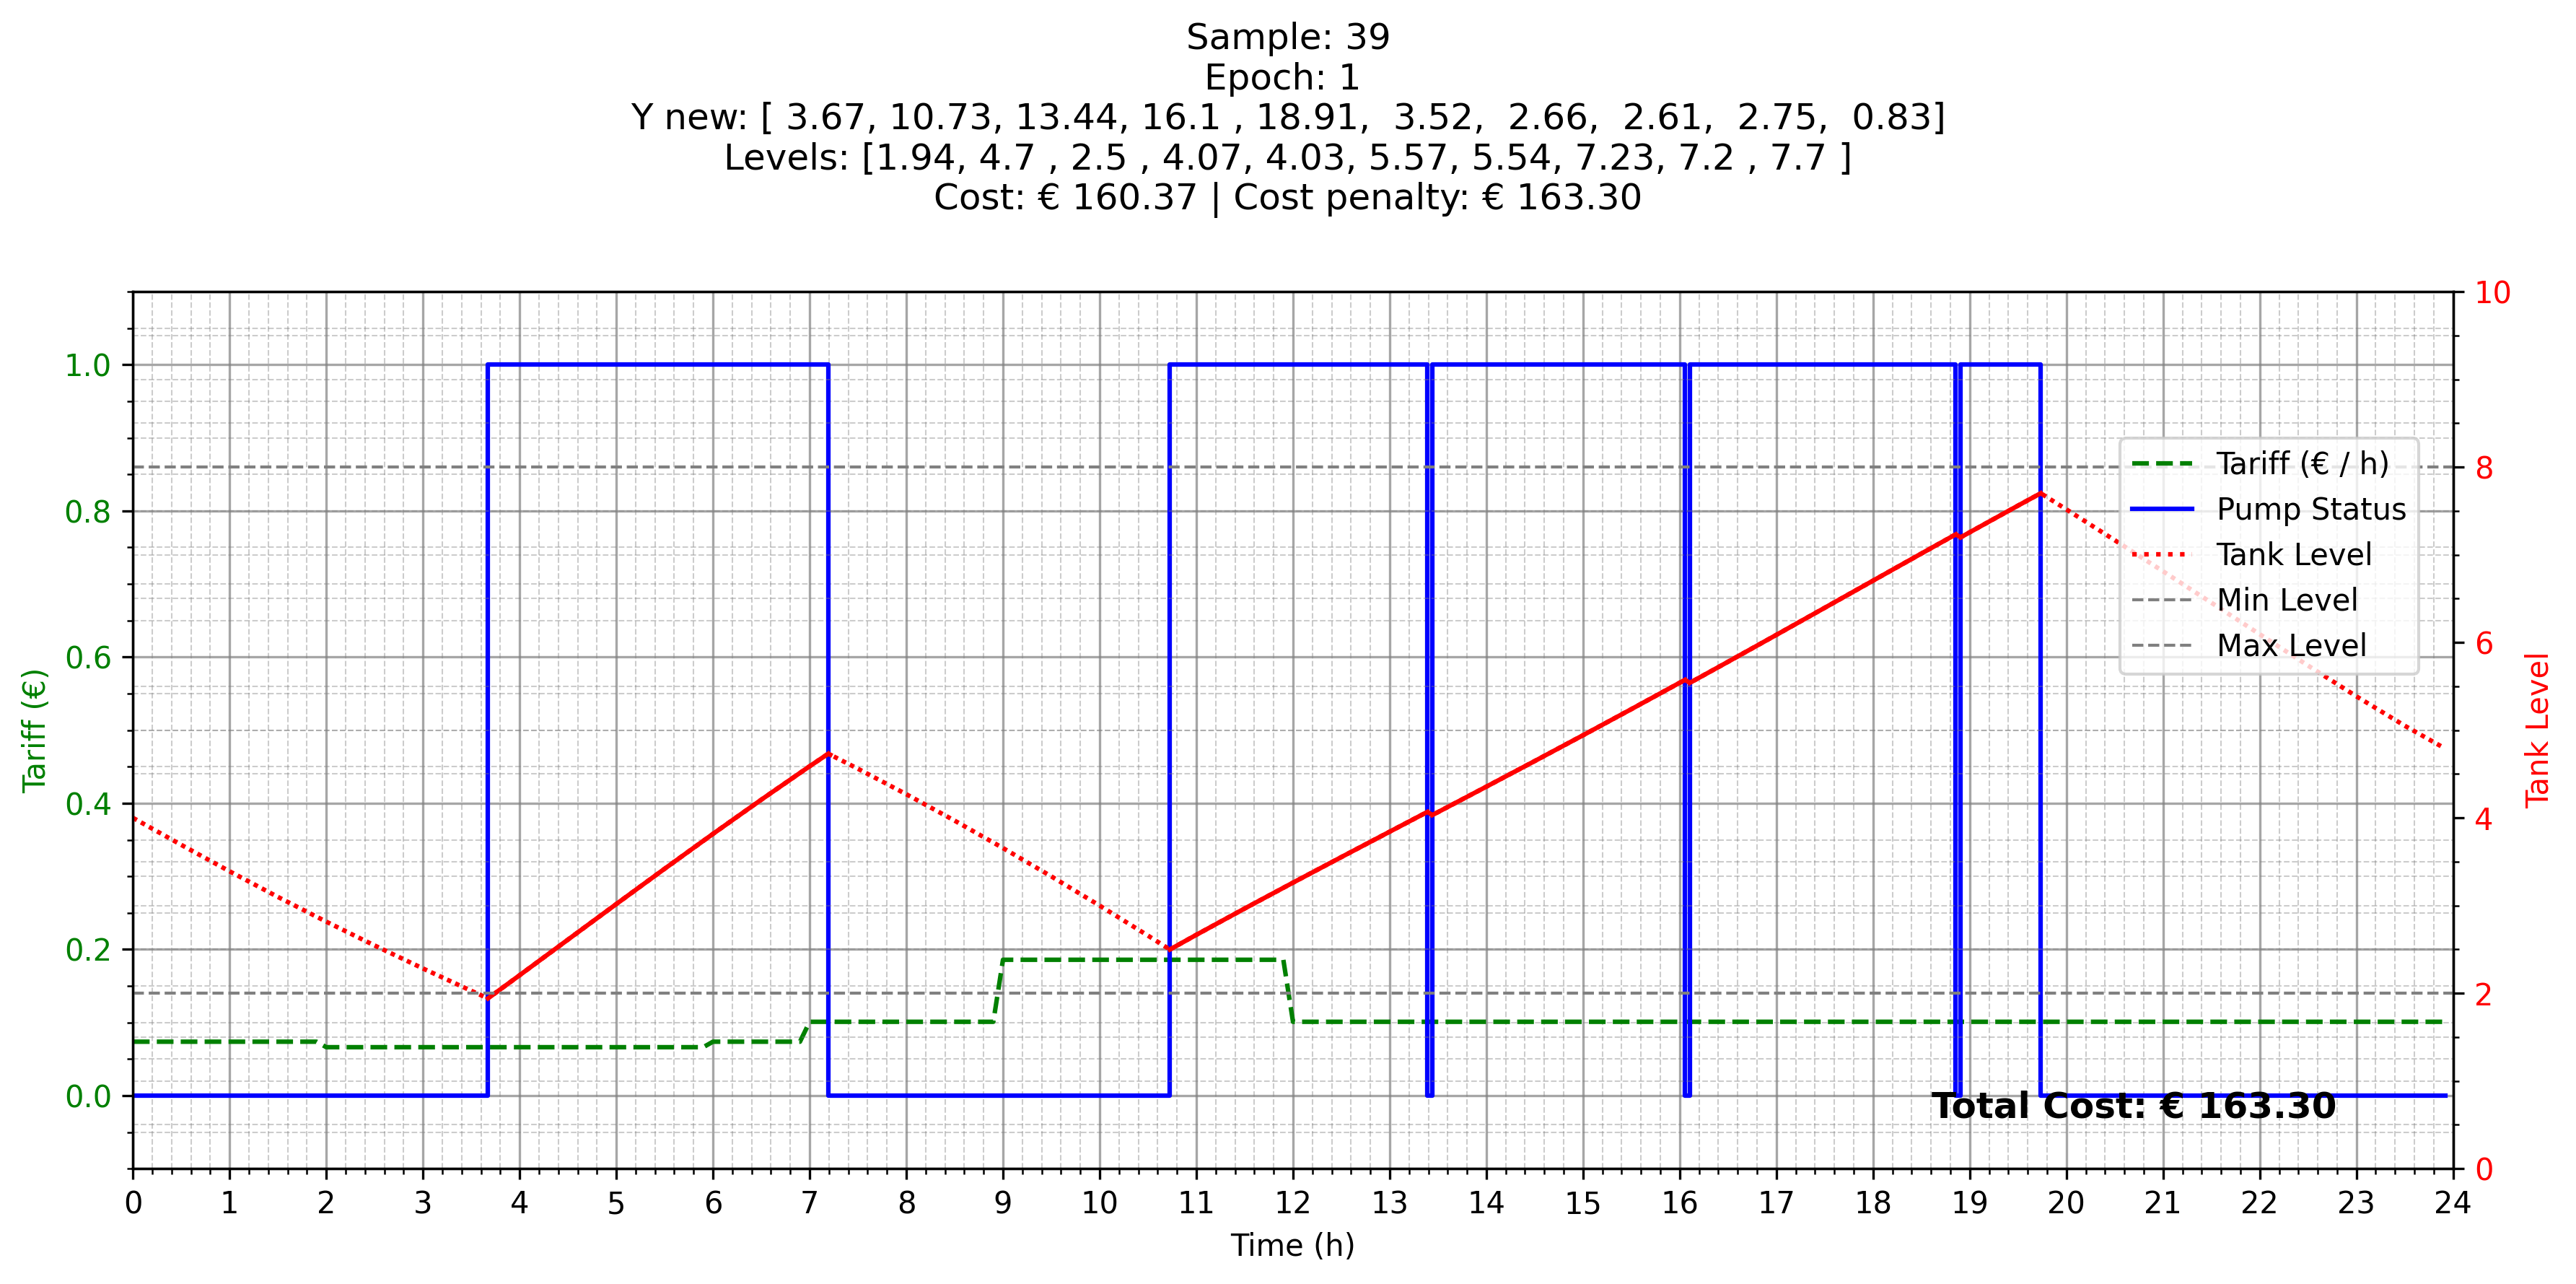 Sample: 39
Epoch: 1
Y new: [ 3.67, 10.73, 13.44, 16.1 , 18.91,  3.52,  2.66,  2.61,  2.75,  0.83]
Levels: [1.94, 4.7 , 2.5 , 4.07, 4.03, 5.57, 5.54, 7.23, 7.2 , 7.7 ]
Cost: € 160.37 | Cost penalty: € 163.30
1.0
0.8
0.6
0.4
0.2
0.0
Tariff (€)
10
8
6
4
2
0
Tank Level
Tariff (€ / h)
Pump Status
Tank Level
Min Level
Max Level
Total Cost: € 163.30
0 1 2 3 4 5 6 7 8 9 10 11 12 13 14 15 16 17 18 19 20 21 22 23 24
Time (h)